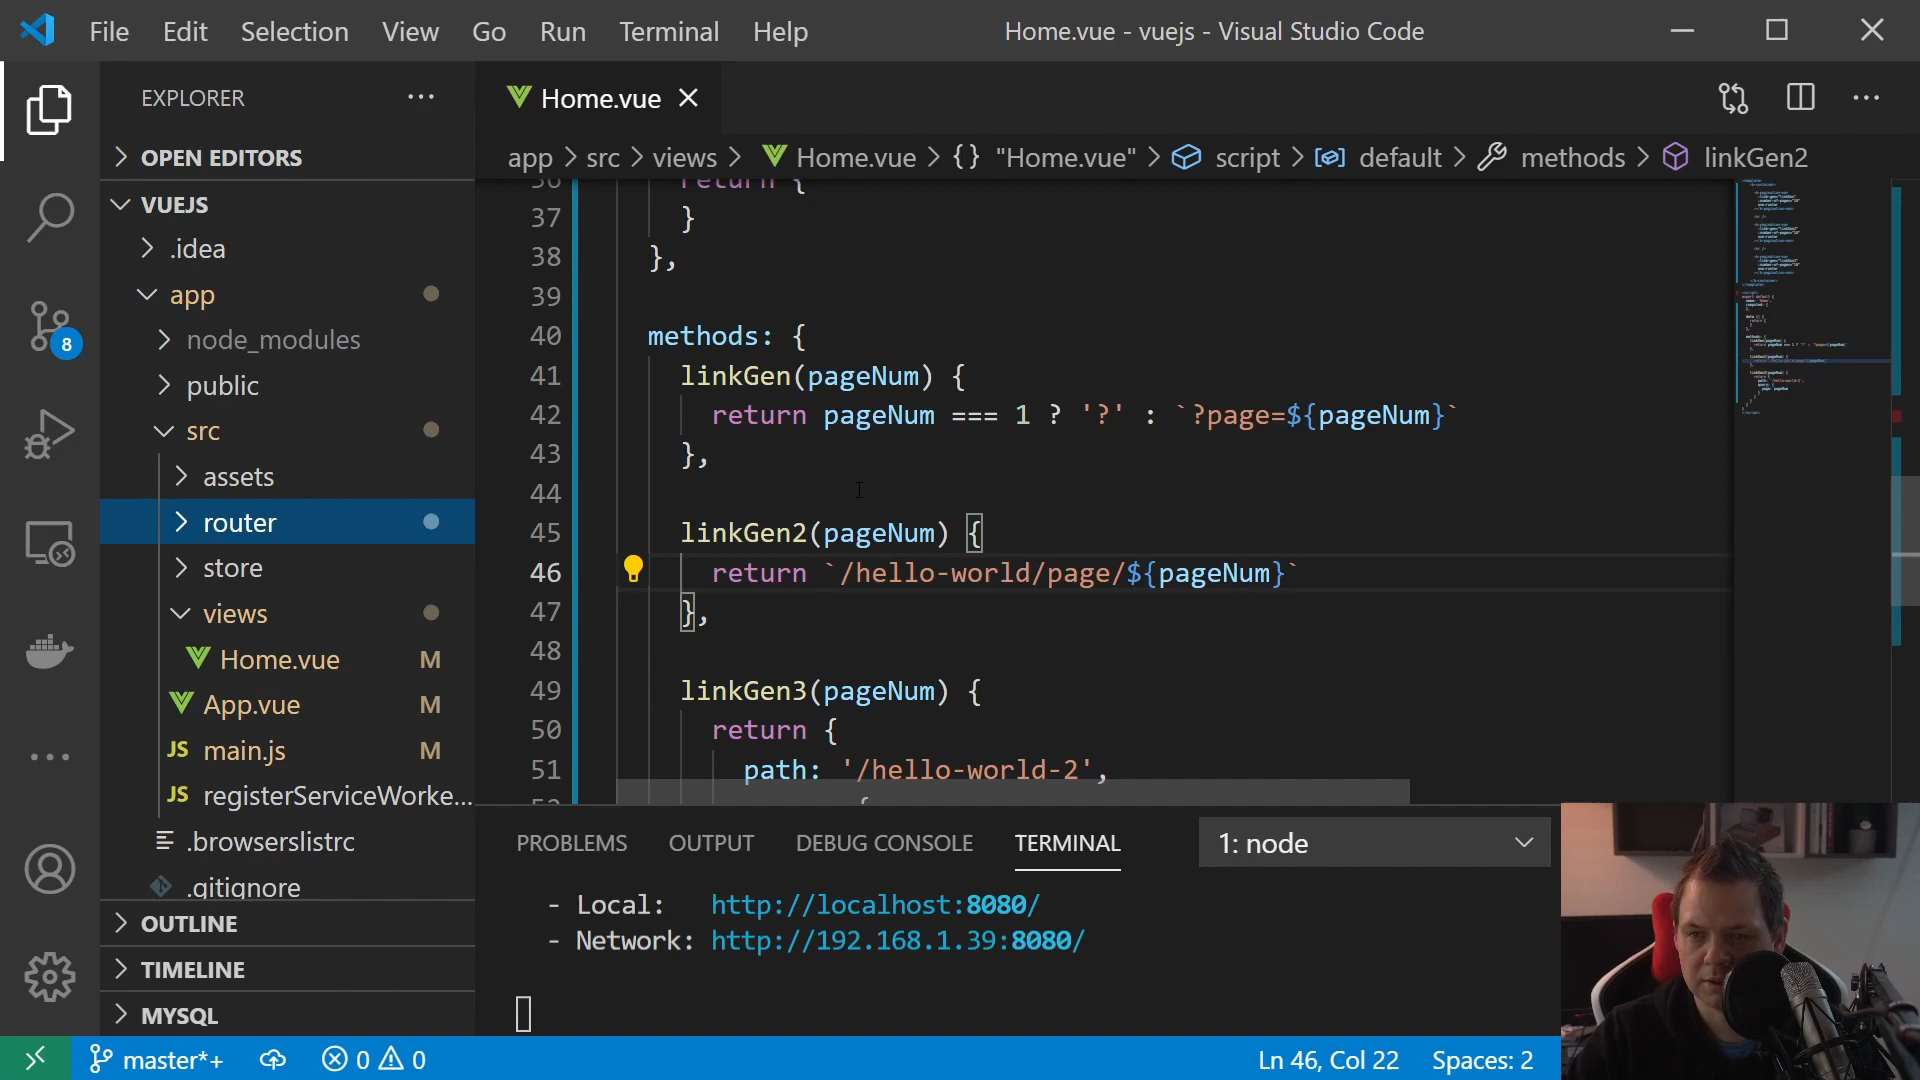 File Edit Selection View Go Run Terminal Help
Home.vue - vuejs - Visual Studio Code
EXPLORER
OPEN EDITORS
VUEJS
.idea
app
node_modules
public
src
assets
router
store
views
Home.vue M
App.vue M
JS main.js M
JS registerServiceWorke...
.browserslistrc
.gitignore
OUTLINE
TIMELINE
MYSQL
8
Home.vue
app > src > views > Home.vue > {} "Home.vue" > script > default > methods > linkGen2
36 return {
37 }
38 },
39
40 methods: {
41 linkGen(pageNum) {
42 return pageNum === 1 ? '?' : `?page=${pageNum}`
43 },
44
45 linkGen2(pageNum) {
46 return `/hello-world/page/${pageNum}`
47 },
48
49 linkGen3(pageNum) {
50 return {
51 path: '/hello-world-2',
PROBLEMS OUTPUT DEBUG CONSOLE TERMINAL 1: node
- Local: http://localhost:8080/
- Network: http://192.168.1.39:8080/
master*+ 0 0 Ln 46, Col 22 Spaces: 2